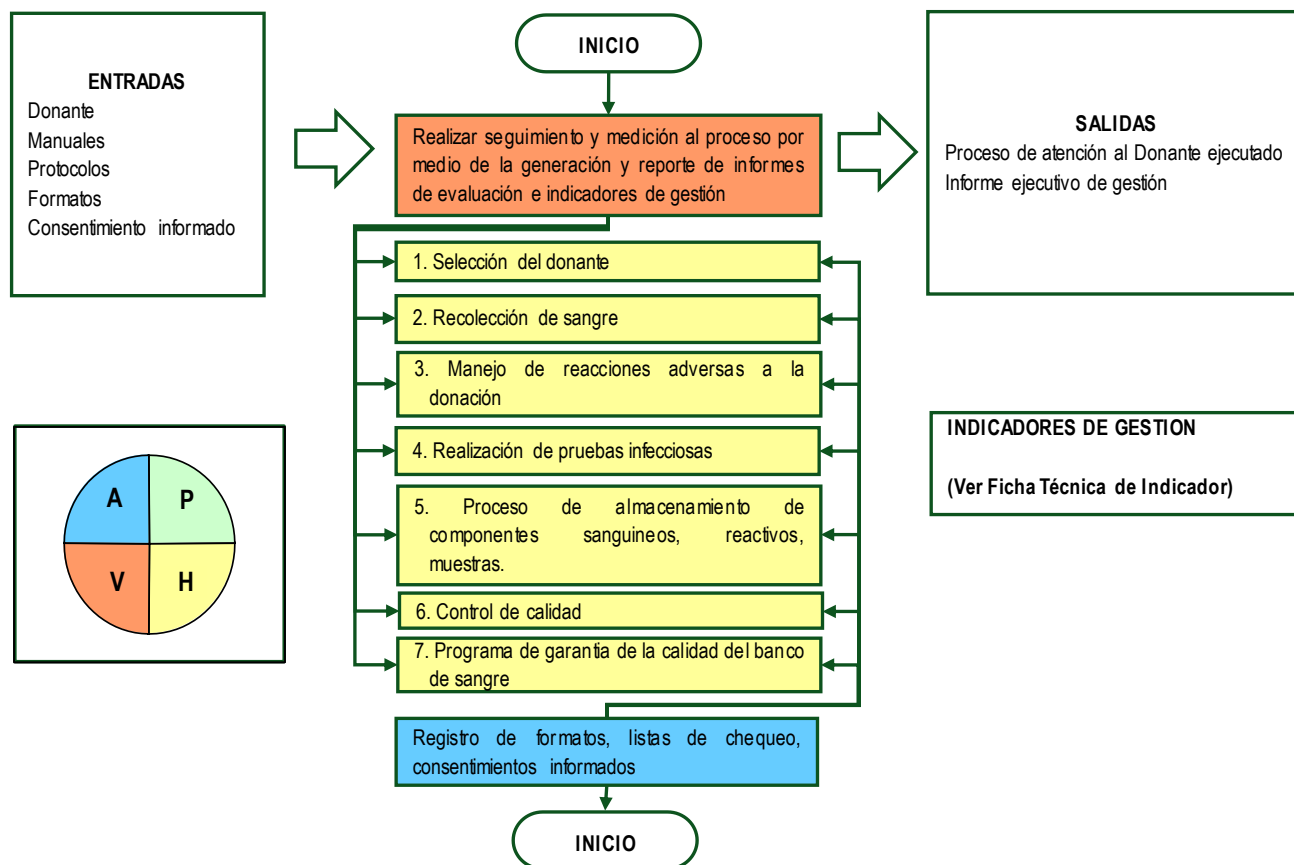 INICIO
ENTRADAS
Donante
Manuales
Protocolos
Formatos
Consentimiento informado
Realizar seguimiento y medición al proceso por
medio de la generación y reporte de informes
de evaluación e indicadores de gestión
SALIDAS
Proceso de atención al Donante ejecutado
Informe ejecutivo de gestión
1. Selección del donante
2. Recolección de sangre
3. Manejo de reacciones adversas a la
donación
4. Realización de pruebas infecciosas
5. Proceso de almacenamiento de
componentes sanguineos, reactivos,
muestras.
6. Control de calidad
7. Programa de garantia de la calidad del banco
de sangre
A P
V H
INDICADORES DE GESTION
(Ver Ficha Técnica de Indicador)
Registro de formatos, listas de chequeo,
consentimientos informados
INICIO